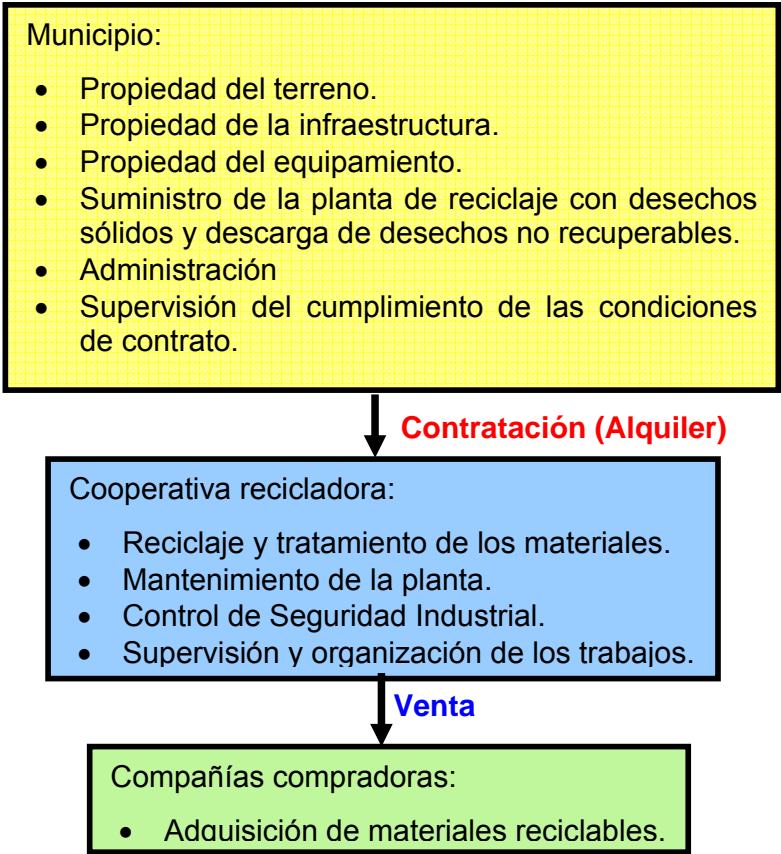 Municipio:
• Propiedad del terreno.
• Propiedad de la infraestructura.
• Propiedad del equipamiento.
• Suministro de la planta de reciclaje con desechos
sólidos y descarga de desechos no recuperables.
• Administración
• Supervisión del cumplimiento de las condiciones
de contrato.
Contratación (Alquiler)
Cooperativa recicladora:
• Reciclaje y tratamiento de los materiales.
• Mantenimiento de la planta.
• Control de Seguridad Industrial.
• Supervisión y organización de los trabajos.
Venta
Compañías compradoras:
• Adquisición de materiales reciclables.